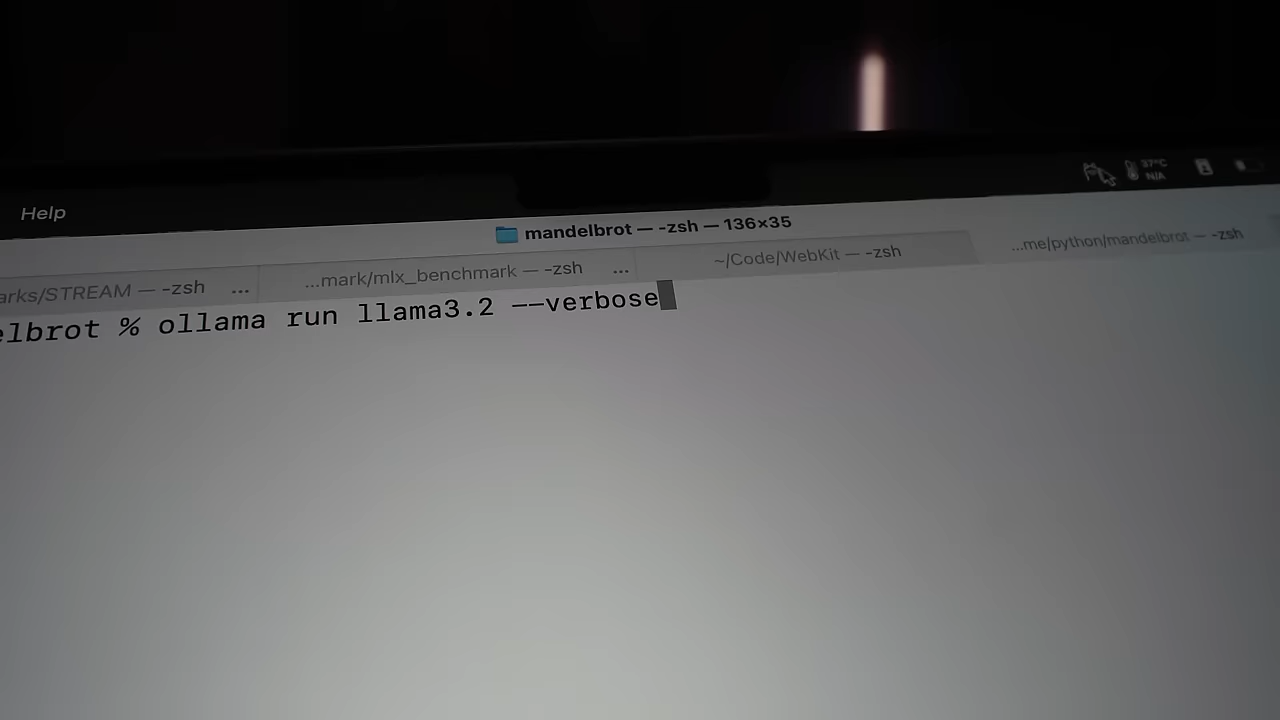 Help
37°C
N/A
mandelbrot — -zsh — 136×35
arks/STREAM — -zsh ...
...mark/mlx_benchmark — -zsh ...
~/Code/WebKit — -zsh
...me/python/mandelbrot — -zsh
elbrot % ollama run llama3.2 --verbose